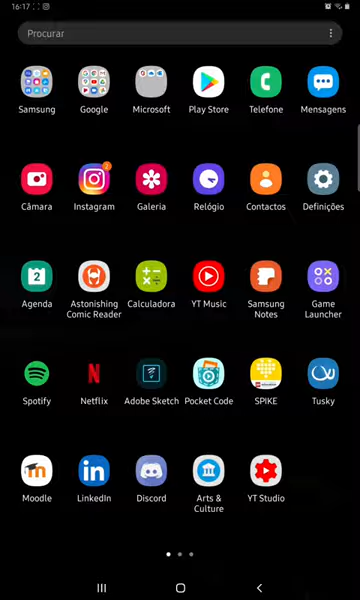 16:17
Procurar
Samsung Google Microsoft Play Store Telefone Mensagens
2
Câmara Instagram Galeria Relógio Contactos Definições
2
Agenda Astonishing Comic Reader Calculadora YT Music Samsung Notes Game Launcher
Spotify Netflix Adobe Sketch Pocket Code SPIKE Tusky
Moodle LinkedIn Discord Arts & Culture YT Studio